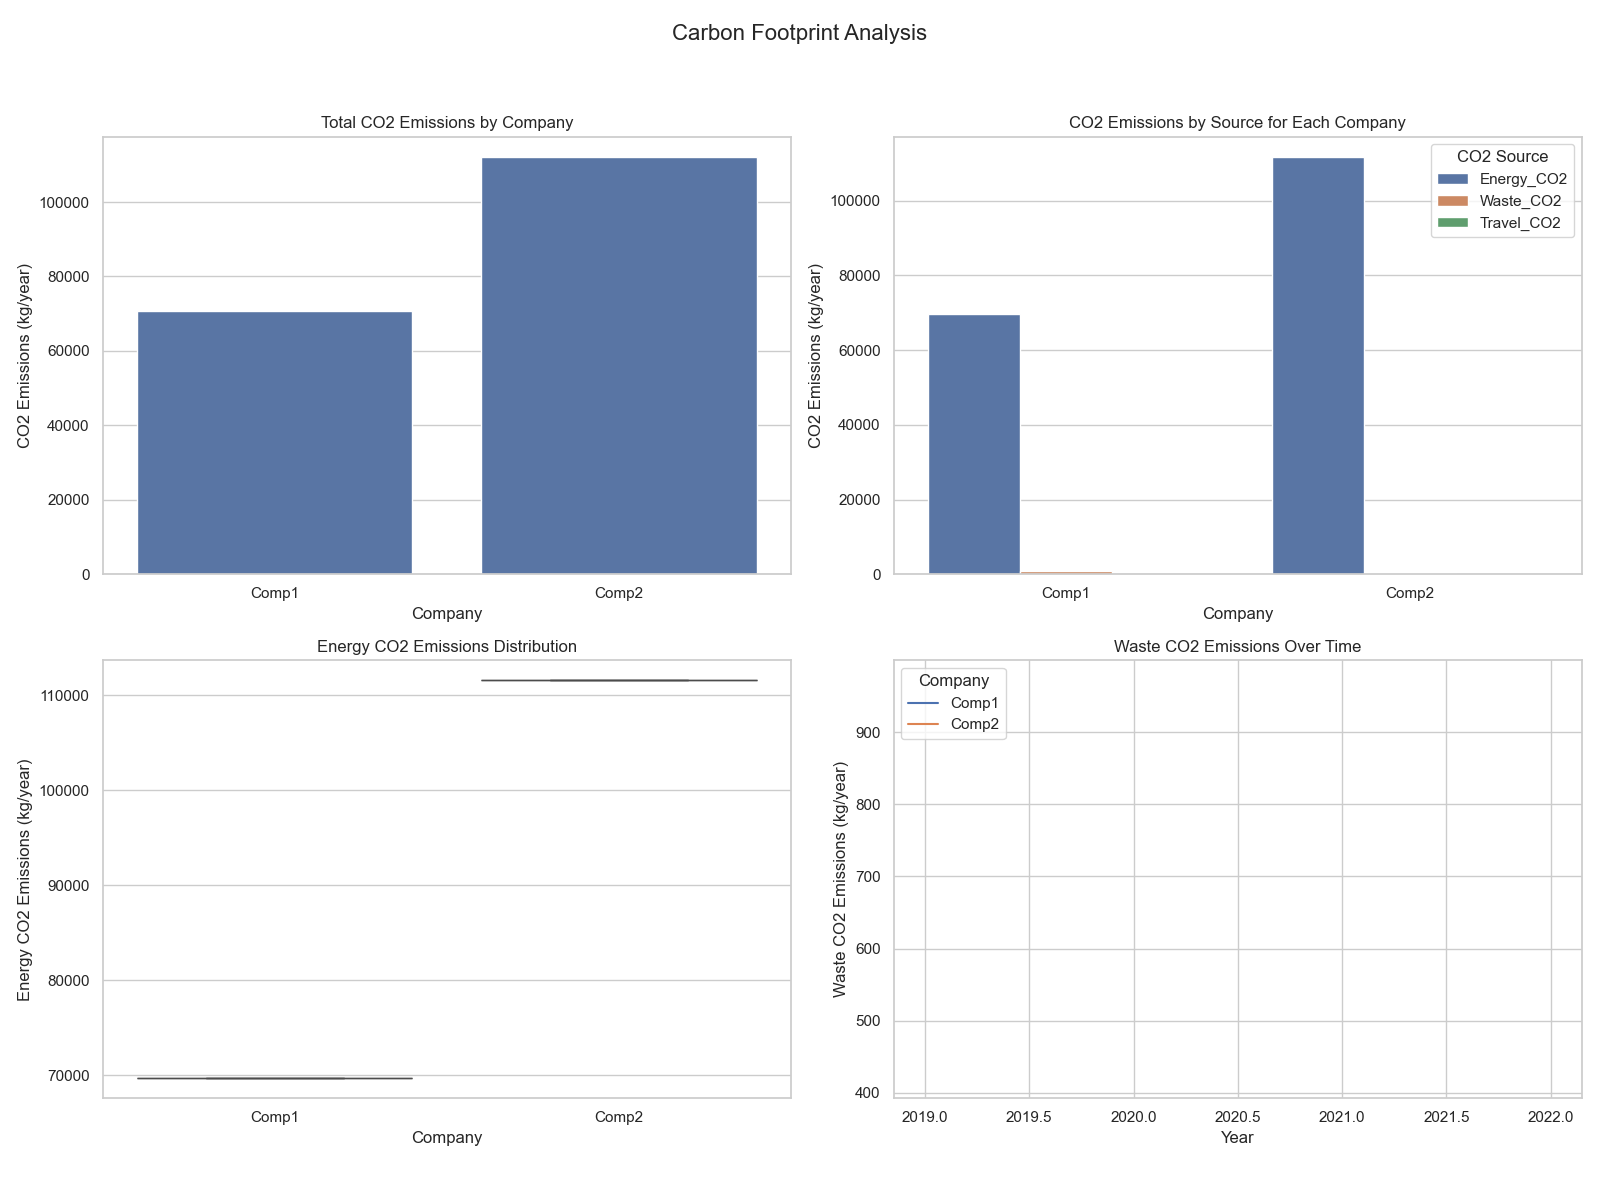 Carbon Footprint Analysis
Total CO2 Emissions by Company
CO2 Emissions (kg/year)
100000
80000
60000
40000
20000
0
Comp1
Comp2
Company
CO2 Emissions by Source for Each Company
CO2 Emissions (kg/year)
100000
80000
60000
40000
20000
0
CO2 Source
Energy_CO2
Waste_CO2
Travel_CO2
Comp1
Comp2
Company
Energy CO2 Emissions Distribution
Energy CO2 Emissions (kg/year)
110000
100000
90000
80000
70000
Comp1
Comp2
Company
Waste CO2 Emissions Over Time
Waste CO2 Emissions (kg/year)
900
800
700
600
500
400
Company
Comp1
Comp2
2019.0
2019.5
2020.0
2020.5
2021.0
2021.5
2022.0
Year